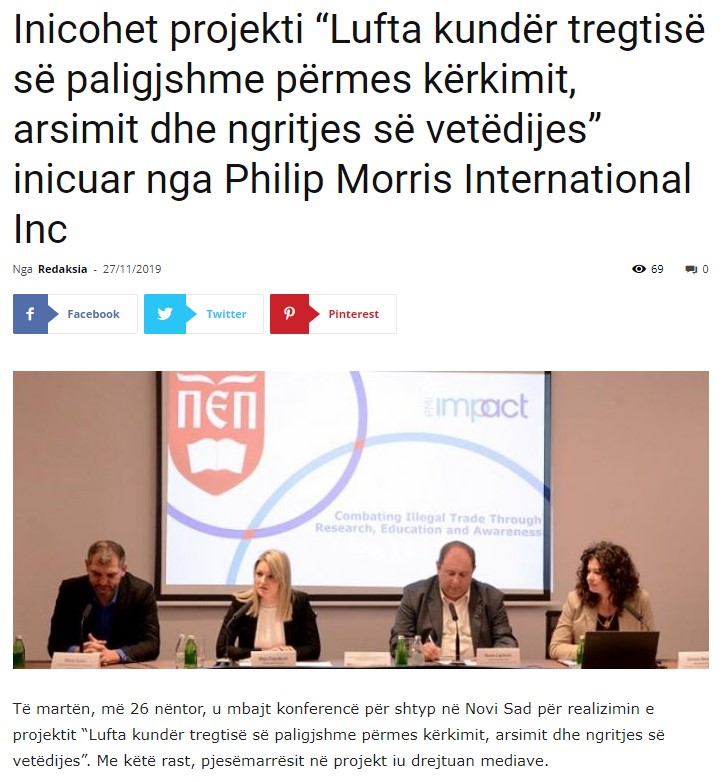 Inicohet projekti “Lufta kundër tregtisë
së paligjshme përmes kërkimit,
arsimit dhe ngritjes së vetëdijes”
inicuar nga Philip Morris International
Inc
Nga Redaksia - 27/11/2019
69
0
Facebook
Twitter
Pinterest
ПЄП
PMI impact
Combating Illegal Trade Through
Research, Education and Awareness
Të martën, më 26 nëntor, u mbajt konferencë për shtyp në Novi Sad për realizimin e
projektit “Lufta kundër tregtisë së paligjshme përmes kërkimit, arsimit dhe ngritjes së
vetëdijes”. Me këtë rast, pjesëmarrësit në projekt iu drejtuan mediave.